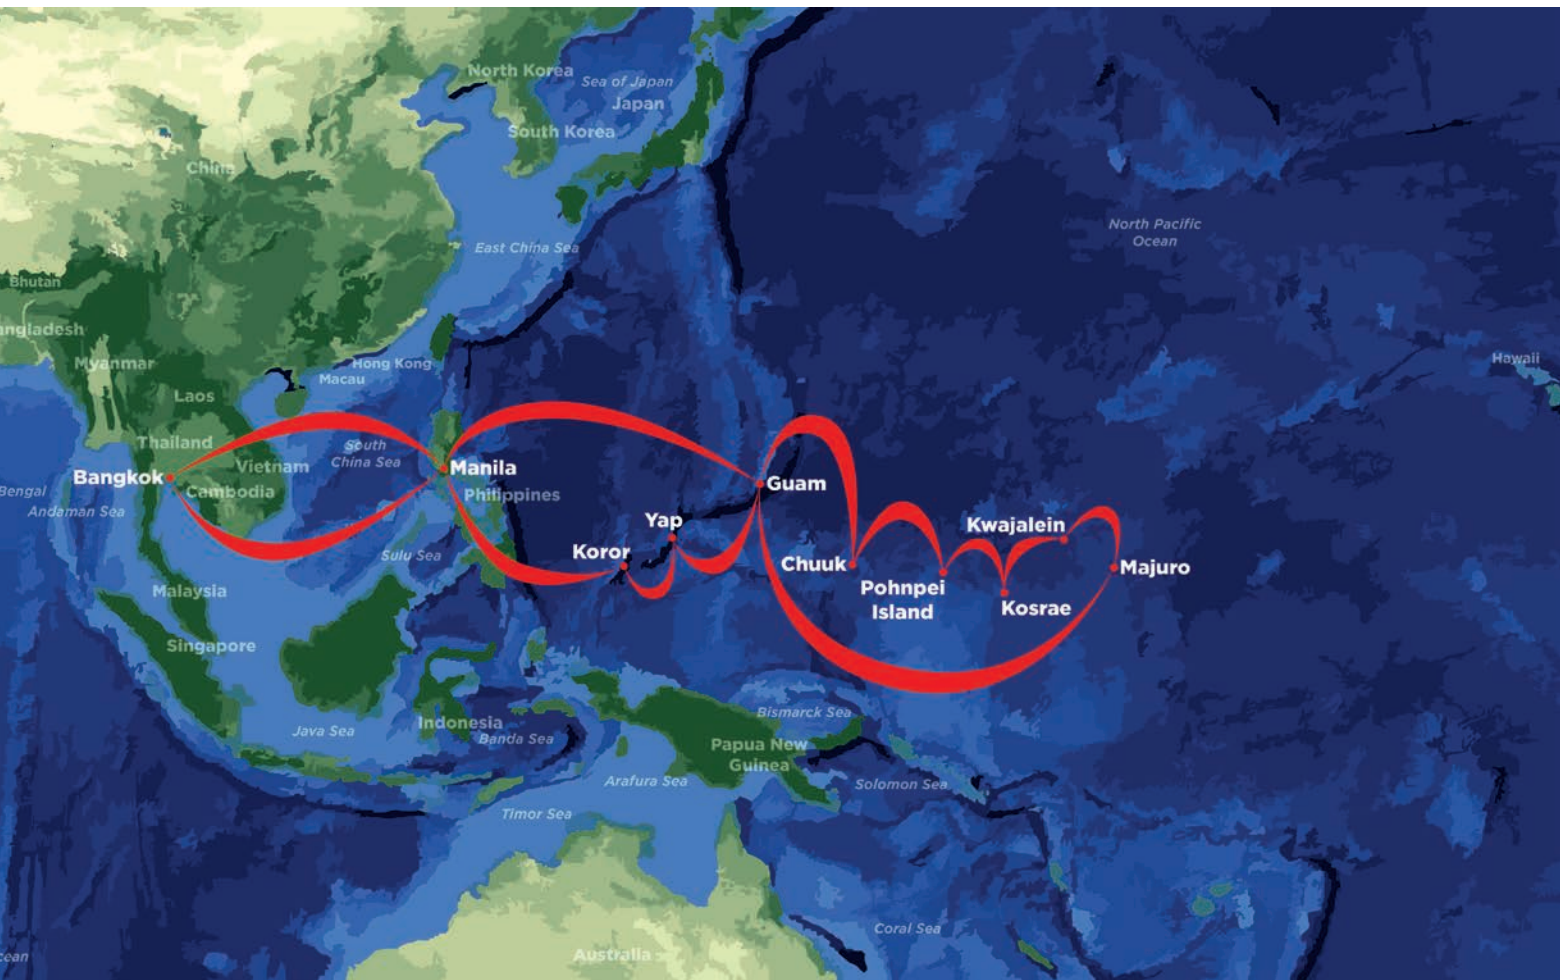 North Korea
Sea of Japan
Japan
South Korea
China
North Pacific
Ocean
East China Sea
Bhutan
angladesh
Myanmar
Hong Kong
Macau
Hawaii
Laos
Thailand
South
China Sea
Vietnam
Manila
Bangkok
Cambodia
Philippines
Guam
Bengal
Andaman Sea
Yap
Kwajalein
Koror
Sulu Sea
Chuuk
Majuro
Pohnpei
Island
Malaysia
Kosrae
Singapore
Bismarck Sea
Indonesia
Java Sea
Banda Sea
Papua New
Guinea
Arafura Sea
Solomon Sea
Timor Sea
Coral Sea
Australia
cean